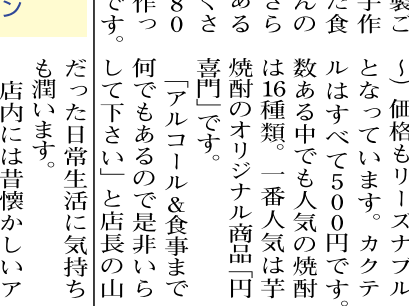 製こ
手作
た食
んの
さら
ある
くさ
80
作っ
です。
ン
〜）価格もリーズナブル
となっています。カクテ
ルはすべて500円です。
数ある中でも人気の焼酎
は16種類。一番人気は芋
焼酎のオリジナル商品「円
喜門」です。
「アルコール&食事まで
何でもあるので是非いら
して下さい」と店長の山
だった日常生活に気持ち
も潤います。
店内には昔懐かしいア